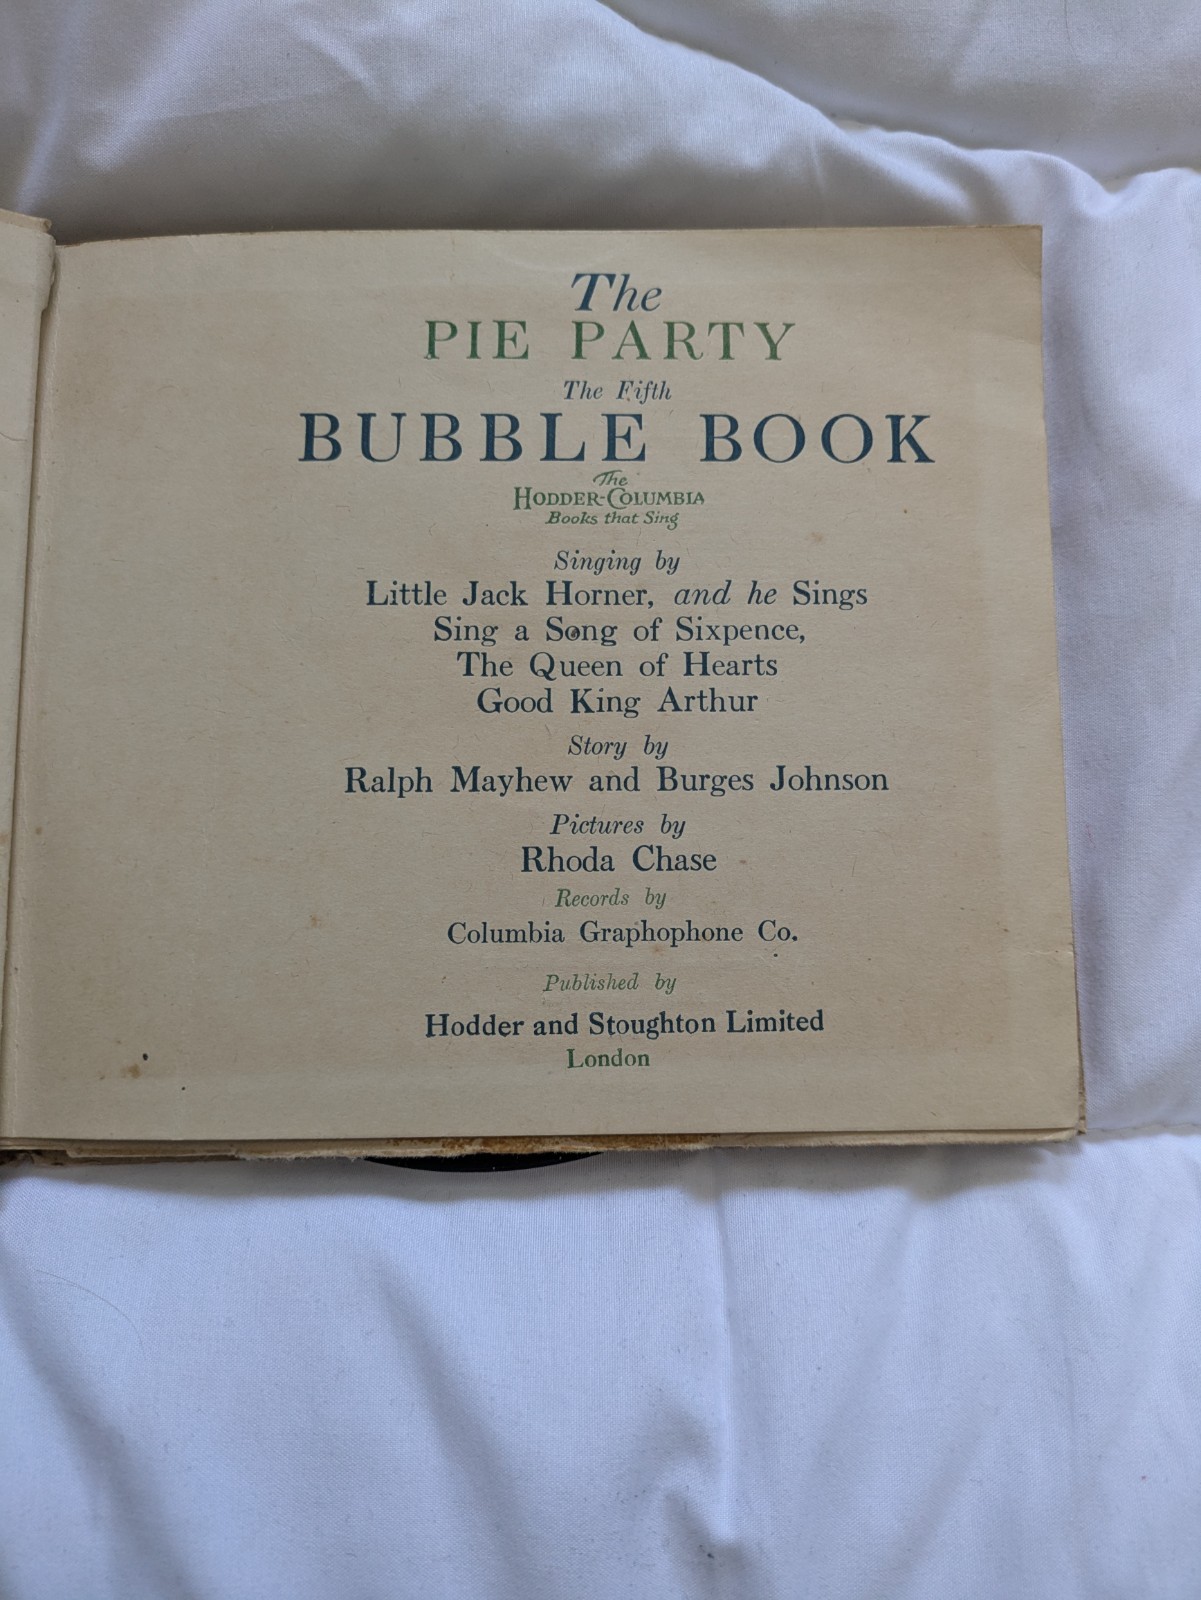 The
PIE PARTY
The Fifth
BUBBLE BOOK
The
HODDER-COLUMBIA
Books that Sing
Singing by
Little Jack Horner, and he Sings
Sing a Song of Sixpence,
The Queen of Hearts
Good King Arthur
Story by
Ralph Mayhew and Burges Johnson
Pictures by
Rhoda Chase
Records by
Columbia Graphophone Co.
Published by
Hodder and Stoughton Limited
London